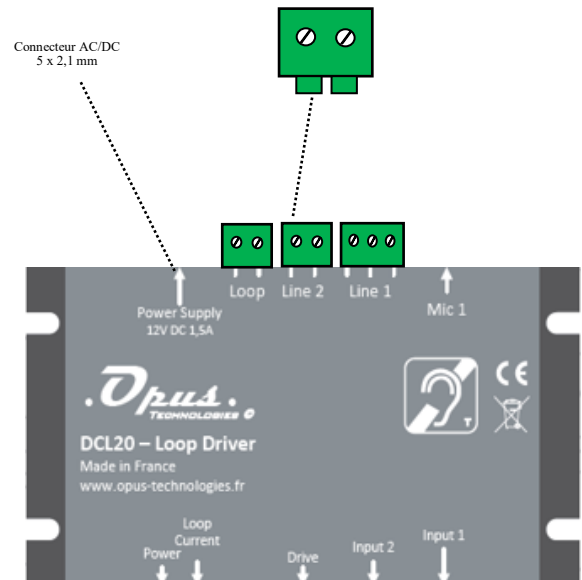 Connecteur AC/DC
5 x 2,1 mm
Loop Line 2 Line 1
Power Supply
12V DC 1,5A
Mic 1
.Opus.
TECHNOLOGIES ©
CE
T
DCL20 – Loop Driver
Made in France
www.opus-technologies.fr
Loop
Current
Power
Drive
Input 2
Input 1